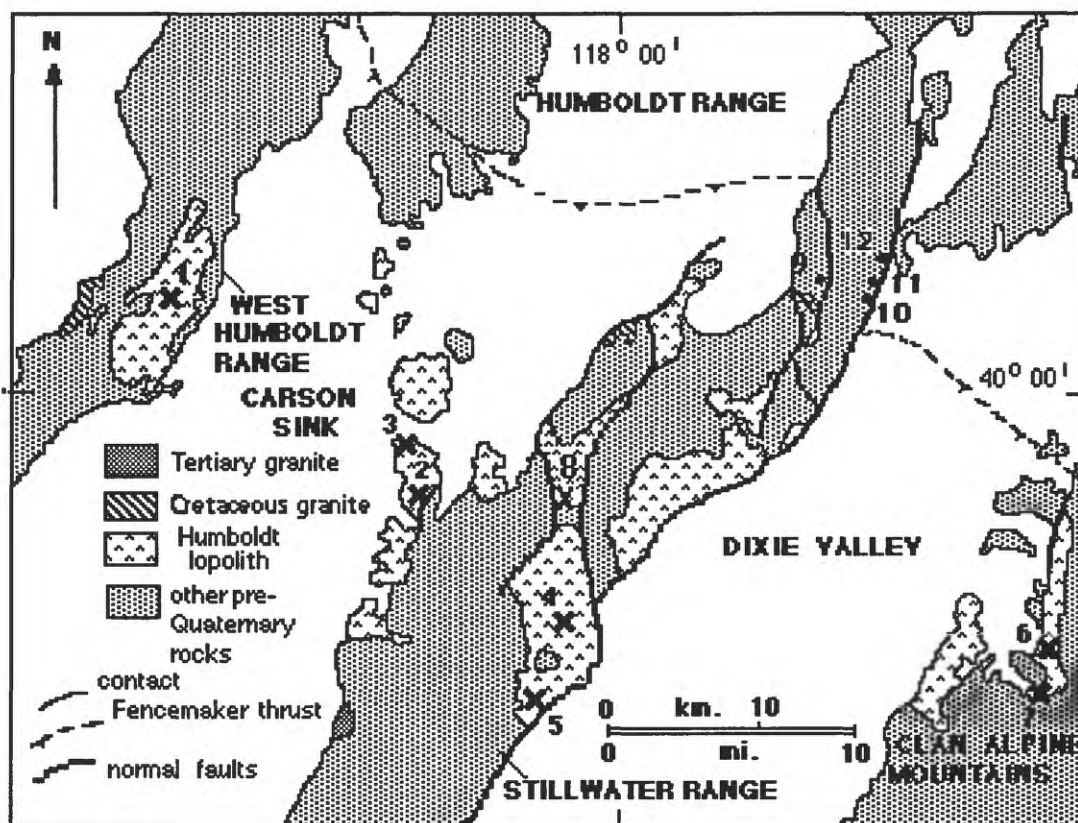 N
118° 00'
HUMBOLDT RANGE
1
WEST
HUMBOLDT
RANGE
9
12
11
10
40° 00'
CARSON
SINK
3
2
8
Tertiary granite
Cretaceous granite
Humboldt
lopolith
other pre-
Quaternary
rocks
contact
Fencemaker thrust
normal faults
DIXIE VALLEY
4
5
6
0 km. 10
0 mi. 10
CLAN ALPINE
MOUNTAINS
STILLWATER RANGE